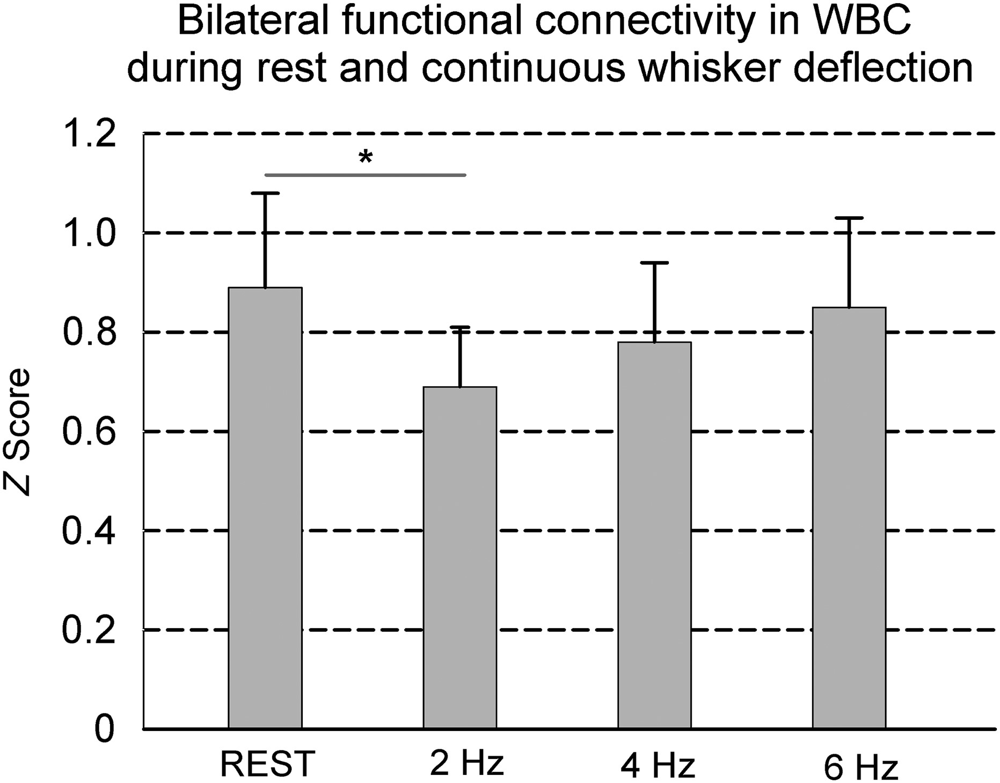 Bilateral functional connectivity in WBC
during rest and continuous whisker deflection
1.2
*
1.0
0.8
0.6
0.4
0.2
0
Z Score
REST 2 Hz 4 Hz 6 Hz